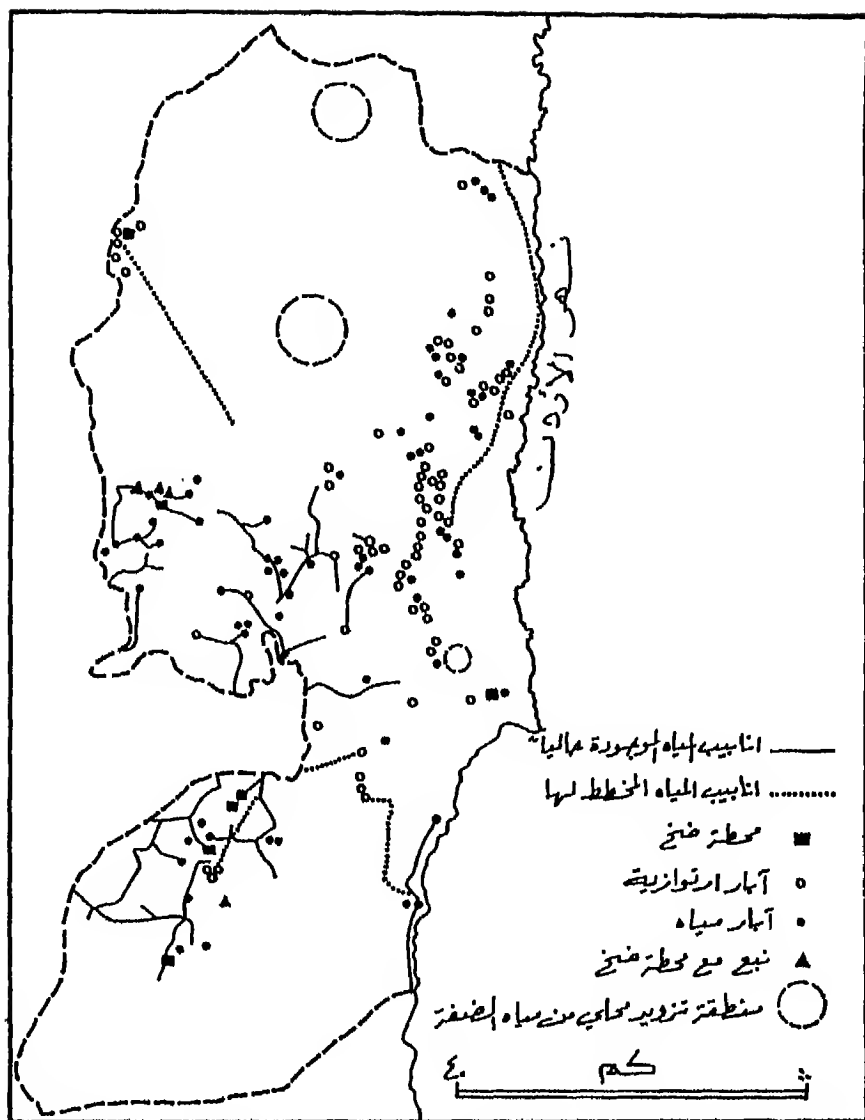 نهر الأردن
انابيب المياه الموجودة حالياً
انابيب المياه المخطط لها
محطة ضخ
آبار ارتوازية
آبار مياه
نبع مع محطة ضخ
منطقة تزويد محلي من مياه الضفة
٤٠ كم ٠